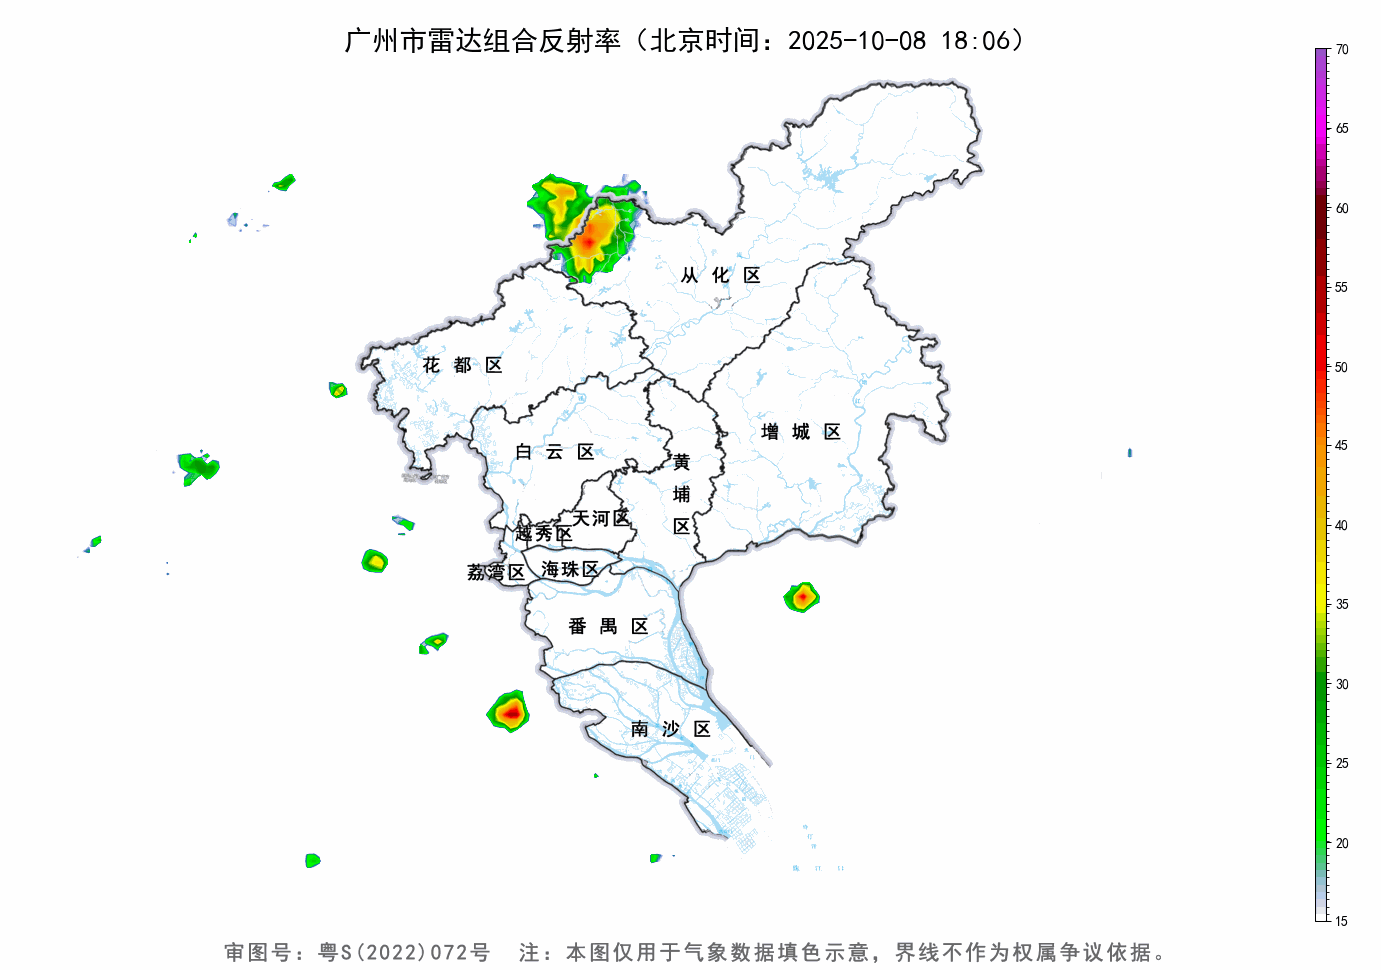 广州市雷达组合反射率（北京时间：2025-10-08 18:06）
70
65
60
55
50
45
40
35
30
25
20
15
从化区
花都区
增城区
白云区
黄埔区
天河区
越秀区
荔湾区
海珠区
番禺区
南沙区
审图号：粤S(2022)072号 注：本图仅用于气象数据填色示意，界线不作为权属争议依据。